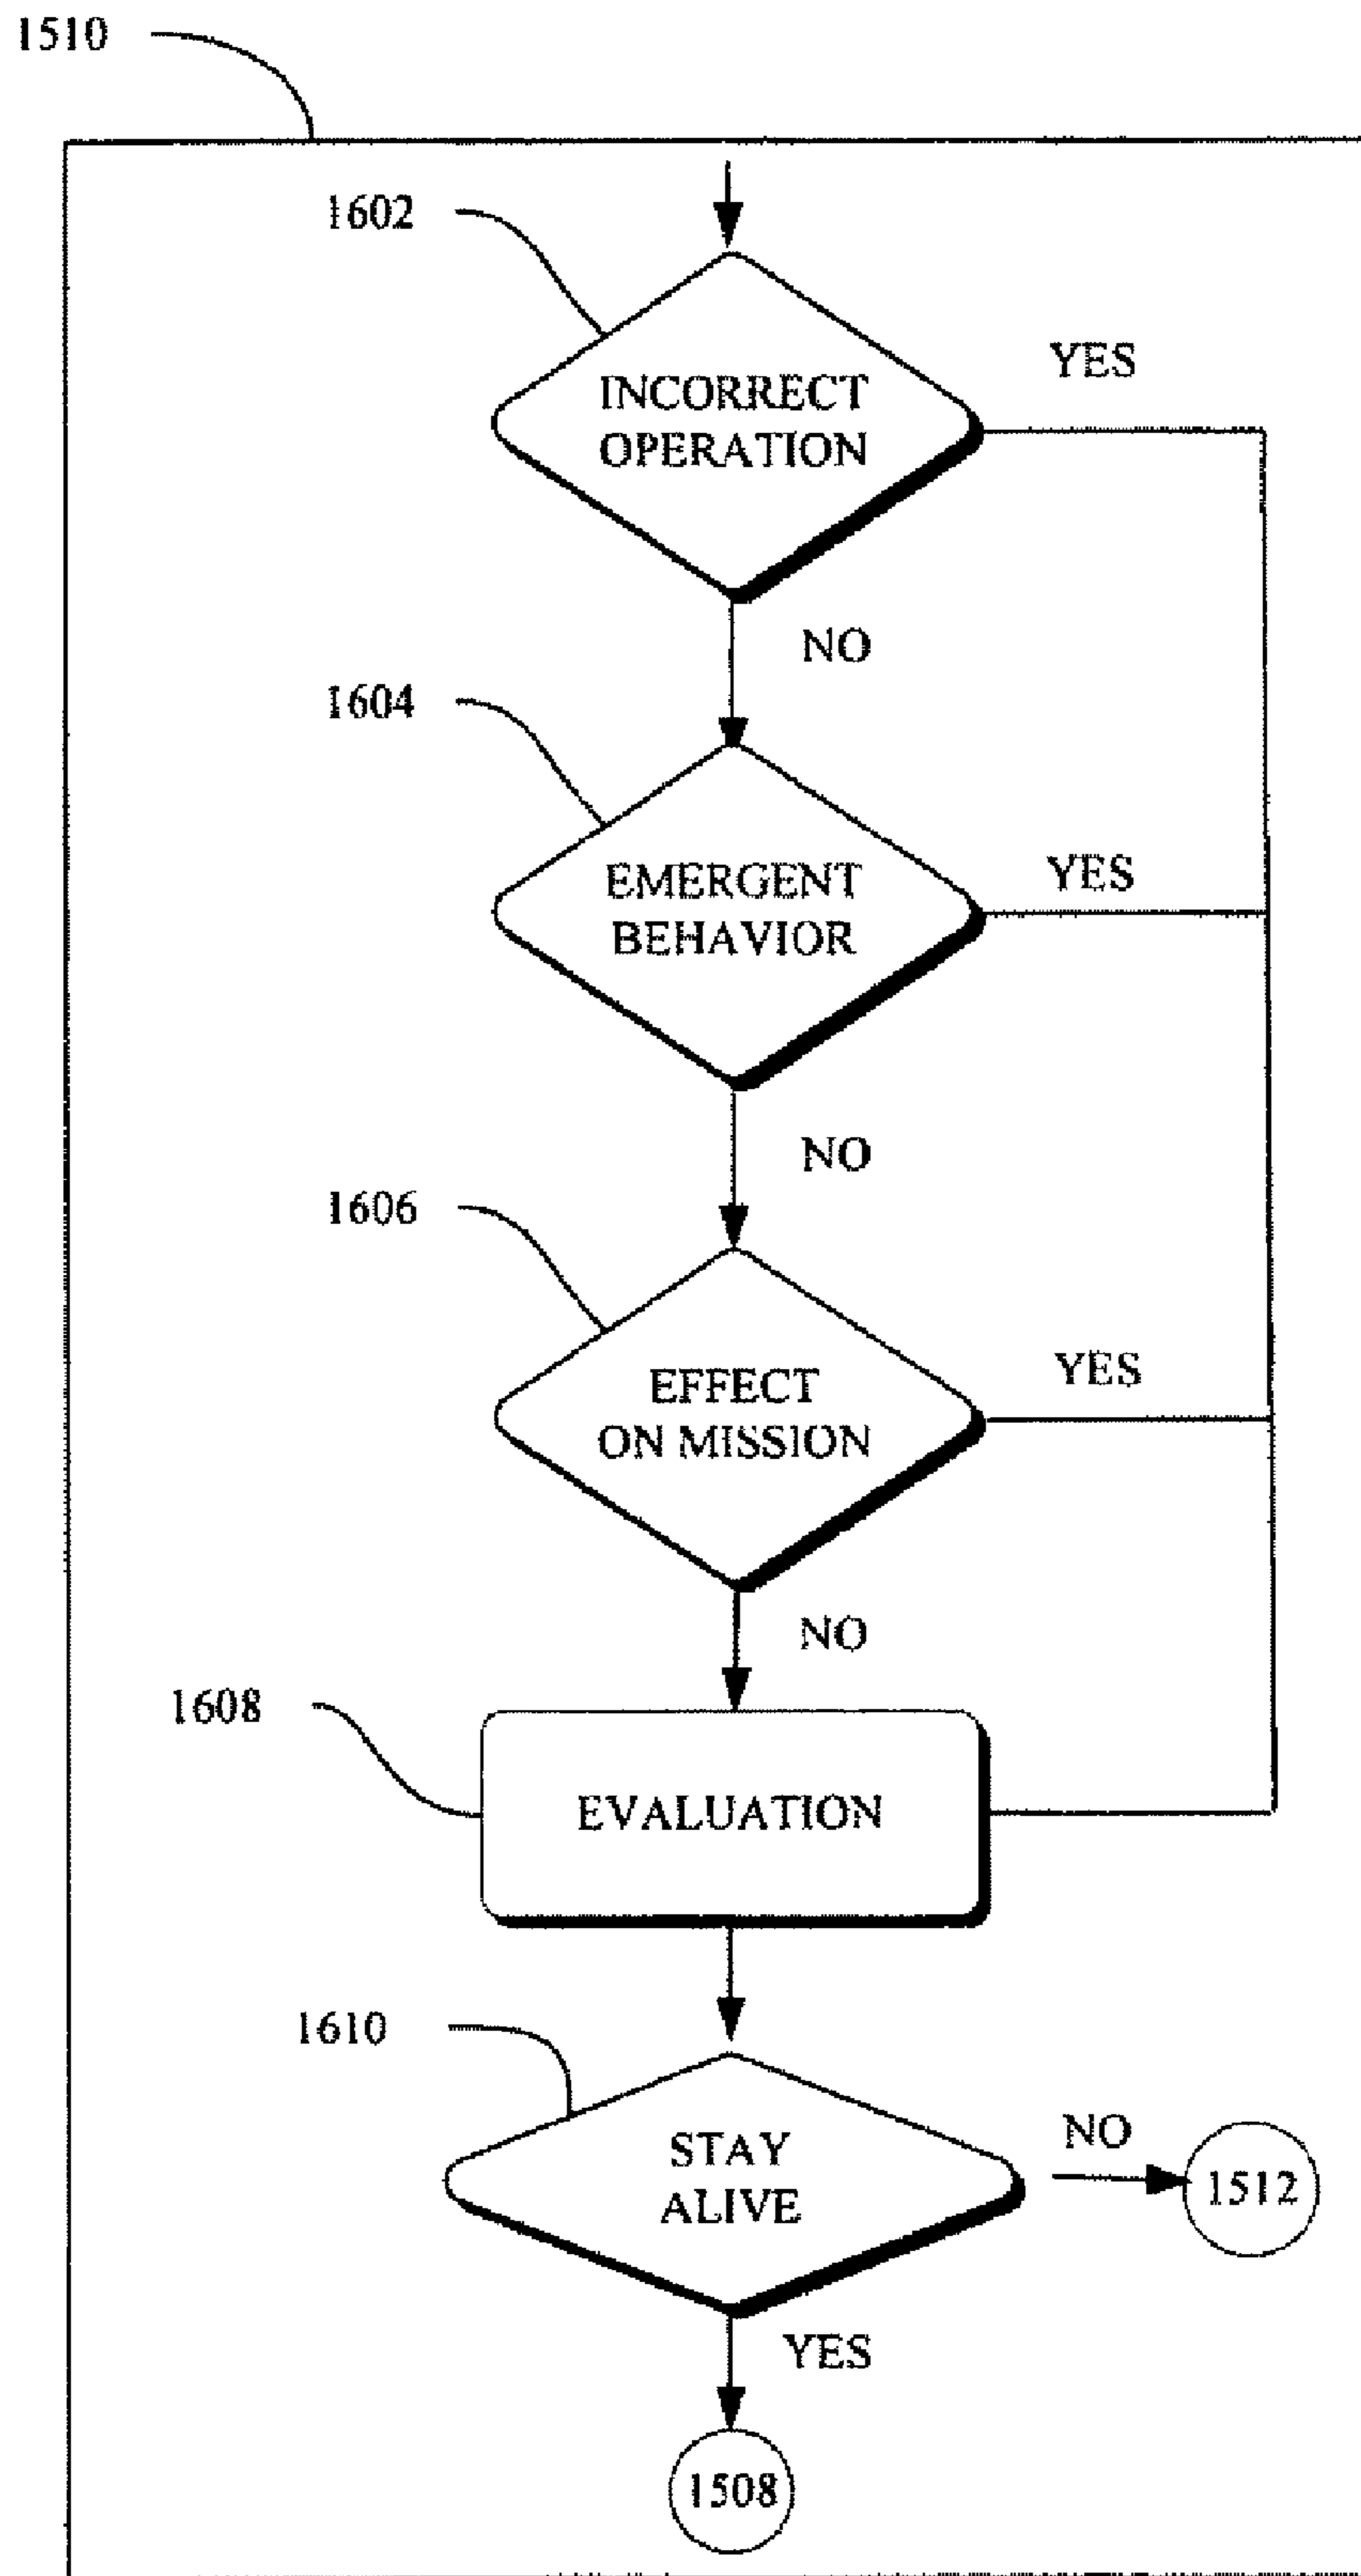 1510
1602
INCORRECT
OPERATION
YES
NO
1604
EMERGENT
BEHAVIOR
YES
NO
1606
EFFECT
ON MISSION
YES
NO
1608
EVALUATION
1610
STAY
ALIVE
NO
1512
YES
1508